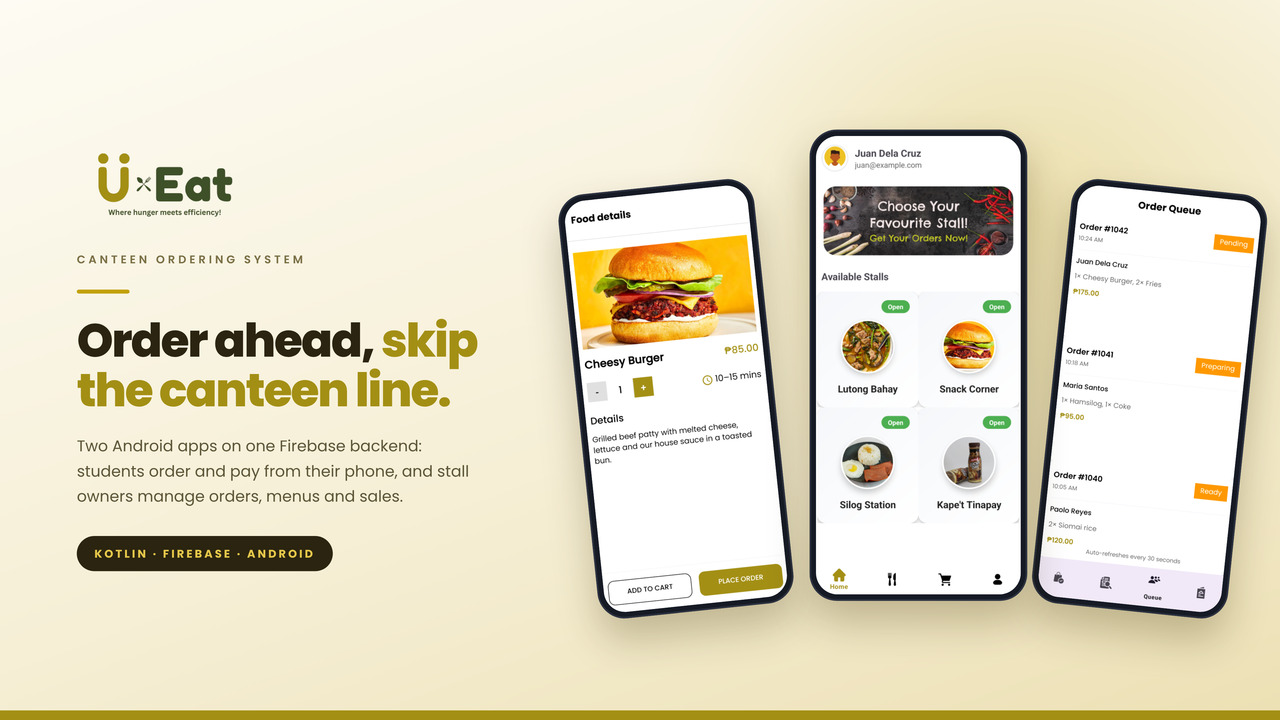 Ü Eat
Where hunger meets efficiency!
CANTEEN ORDERING SYSTEM
Order ahead, skip
the canteen line.
Two Android apps on one Firebase backend:
students order and pay from their phone, and stall
owners manage orders, menus and sales.
KOTLIN · FIREBASE · ANDROID
Food details
Cheesy Burger
₱85.00
- 1 +
10–15 mins
Details
Grilled beef patty with melted cheese,
lettuce and our house sauce in a toasted
bun.
ADD TO CART
PLACE ORDER
Juan Dela Cruz
juan@example.com
Choose Your
Favourite Stall!
Get Your Orders Now!
Available Stalls
Open
Lutong Bahay
Open
Snack Corner
Open
Silog Station
Open
Kape't Tinapay
Home
Order Queue
Order #1042
10:24 AM
Pending
Juan Dela Cruz
1× Cheesy Burger, 2× Fries
₱175.00
Order #1041
10:18 AM
Preparing
Maria Santos
1× Hamsilog, 1× Coke
₱95.00
Order #1040
10:05 AM
Ready
Paolo Reyes
2× Siomai rice
₱120.00
Auto-refreshes every 30 seconds
Queue